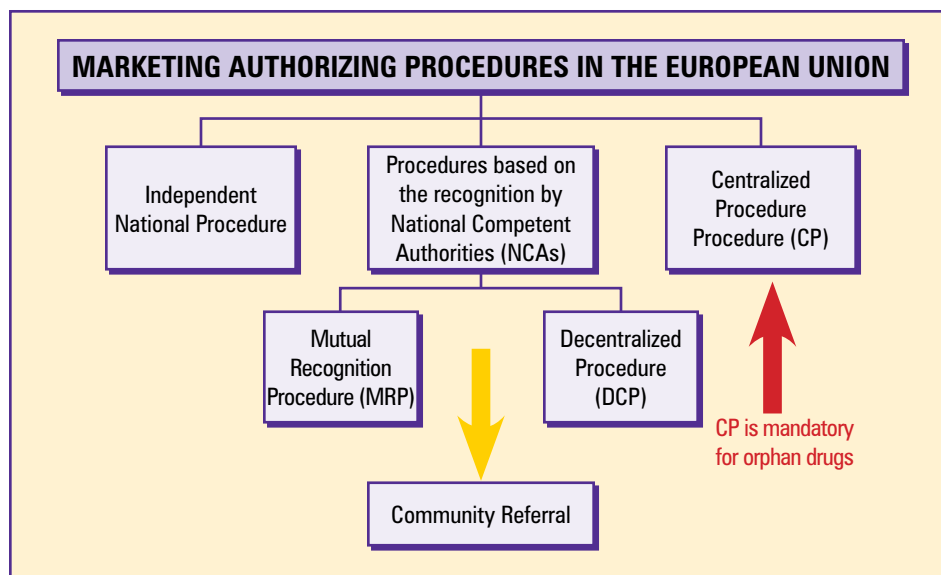 MARKETING AUTHORIZING PROCEDURES IN THE EUROPEAN UNION
Independent
National Procedure
Procedures based on
the recognition by
National Competent
Authorities (NCAs)
Centralized
Procedure
Procedure (CP)
Mutual
Recognition
Procedure (MRP)
Decentralized
Procedure
(DCP)
CP is mandatory
for orphan drugs
Community Referral